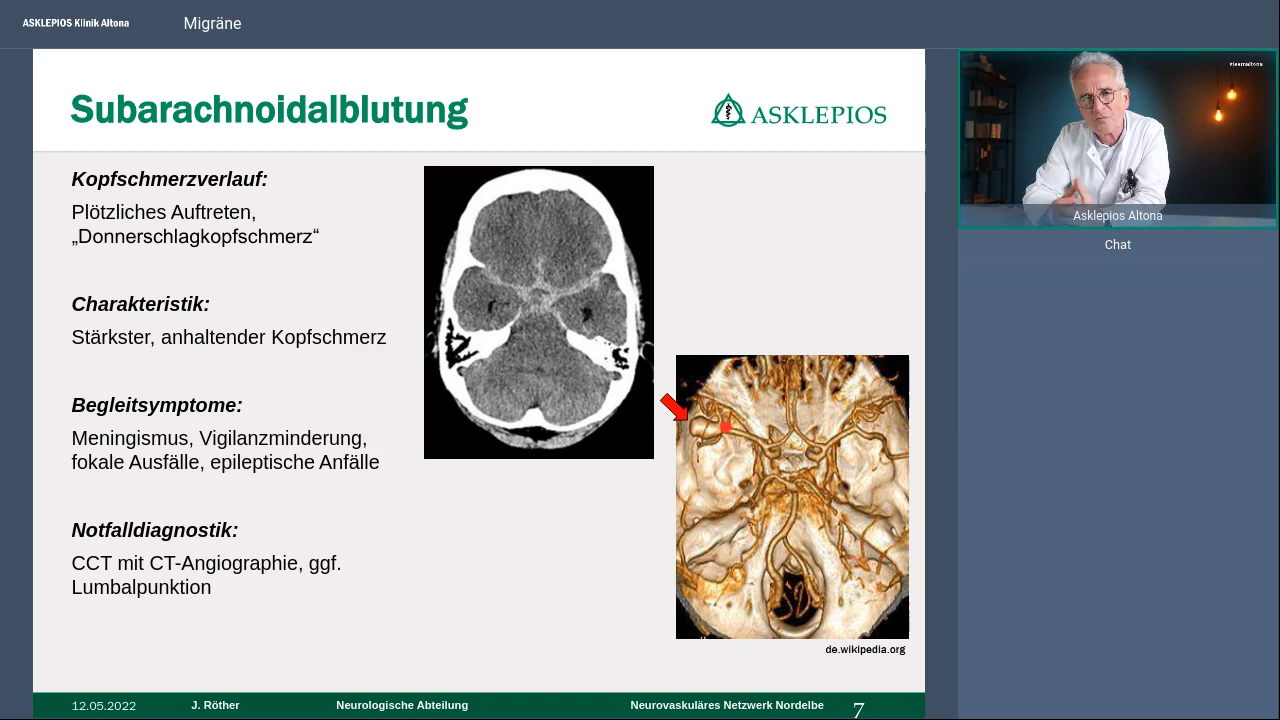 ASKLEPIOS Klinik Altona
Migräne
Subarachnoidalblutung
ASKLEPIOS
Kopfschmerzverlauf:
Plötzliches Auftreten,
„Donnerschlagkopfschmerz“
Charakteristik:
Stärkster, anhaltender Kopfschmerz
Begleitsymptome:
Meningismus, Vigilanzminderung,
fokale Ausfälle, epileptische Anfälle
Notfalldiagnostik:
CCT mit CT-Angiographie, ggf.
Lumbalpunktion
de.wikipedia.org
12.05.2022
J. Röther
Neurologische Abteilung
Neurovaskuläres Netzwerk Nordelbe
7
#teamaltona
Asklepios Altona
Chat